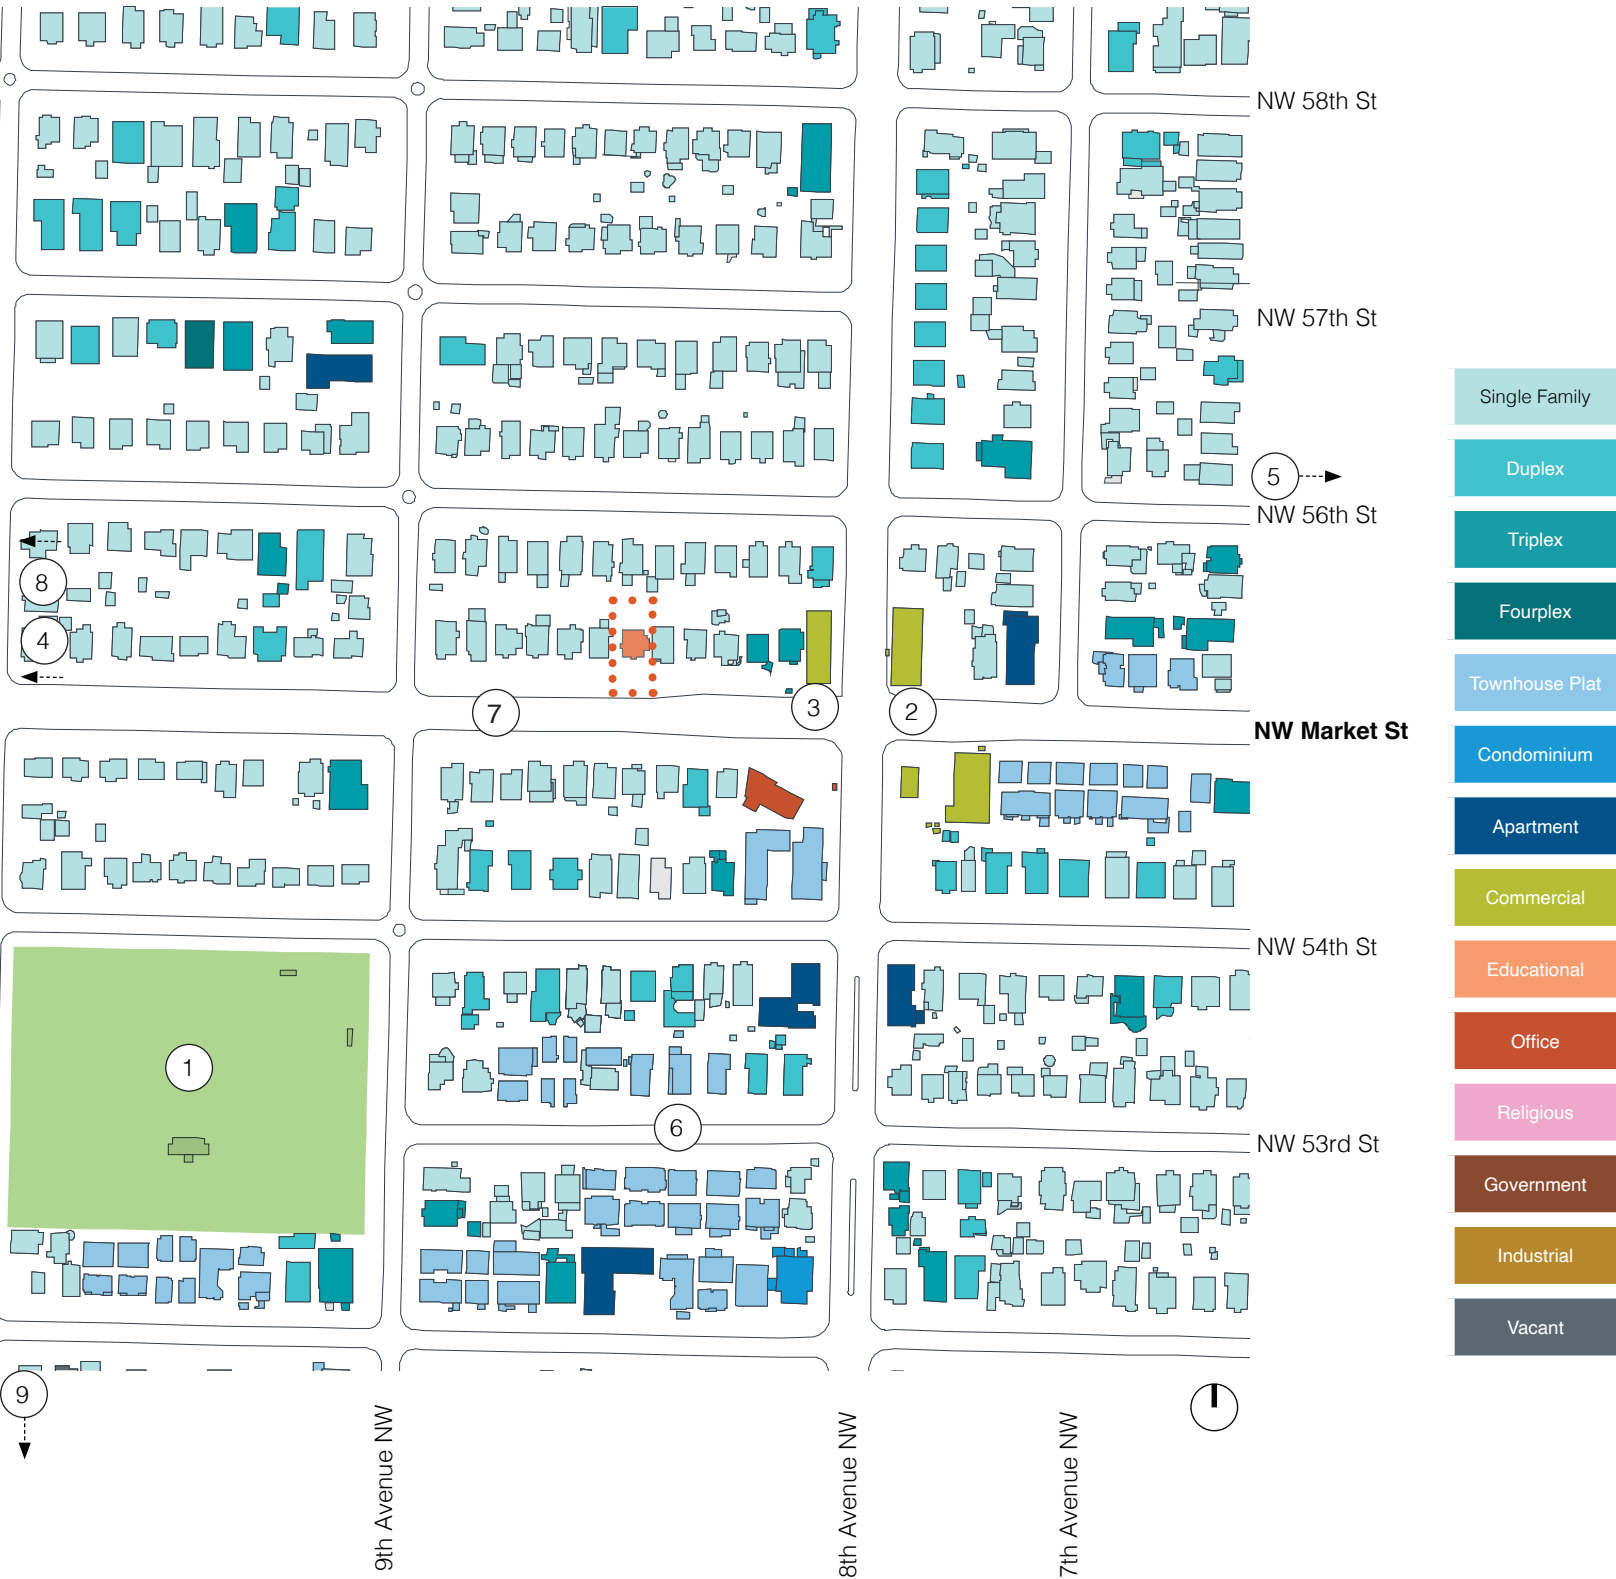 NW 58th St
NW 57th St
Single Family
Duplex
5
NW 56th St
Triplex
8
Fourplex
4
Townhouse Plat
7
3
2
NW Market St
Condominium
Apartment
Commercial
NW 54th St
Educational
1
Office
6
Religious
NW 53rd St
Government
Industrial
Vacant
9
9th Avenue NW
8th Avenue NW
7th Avenue NW